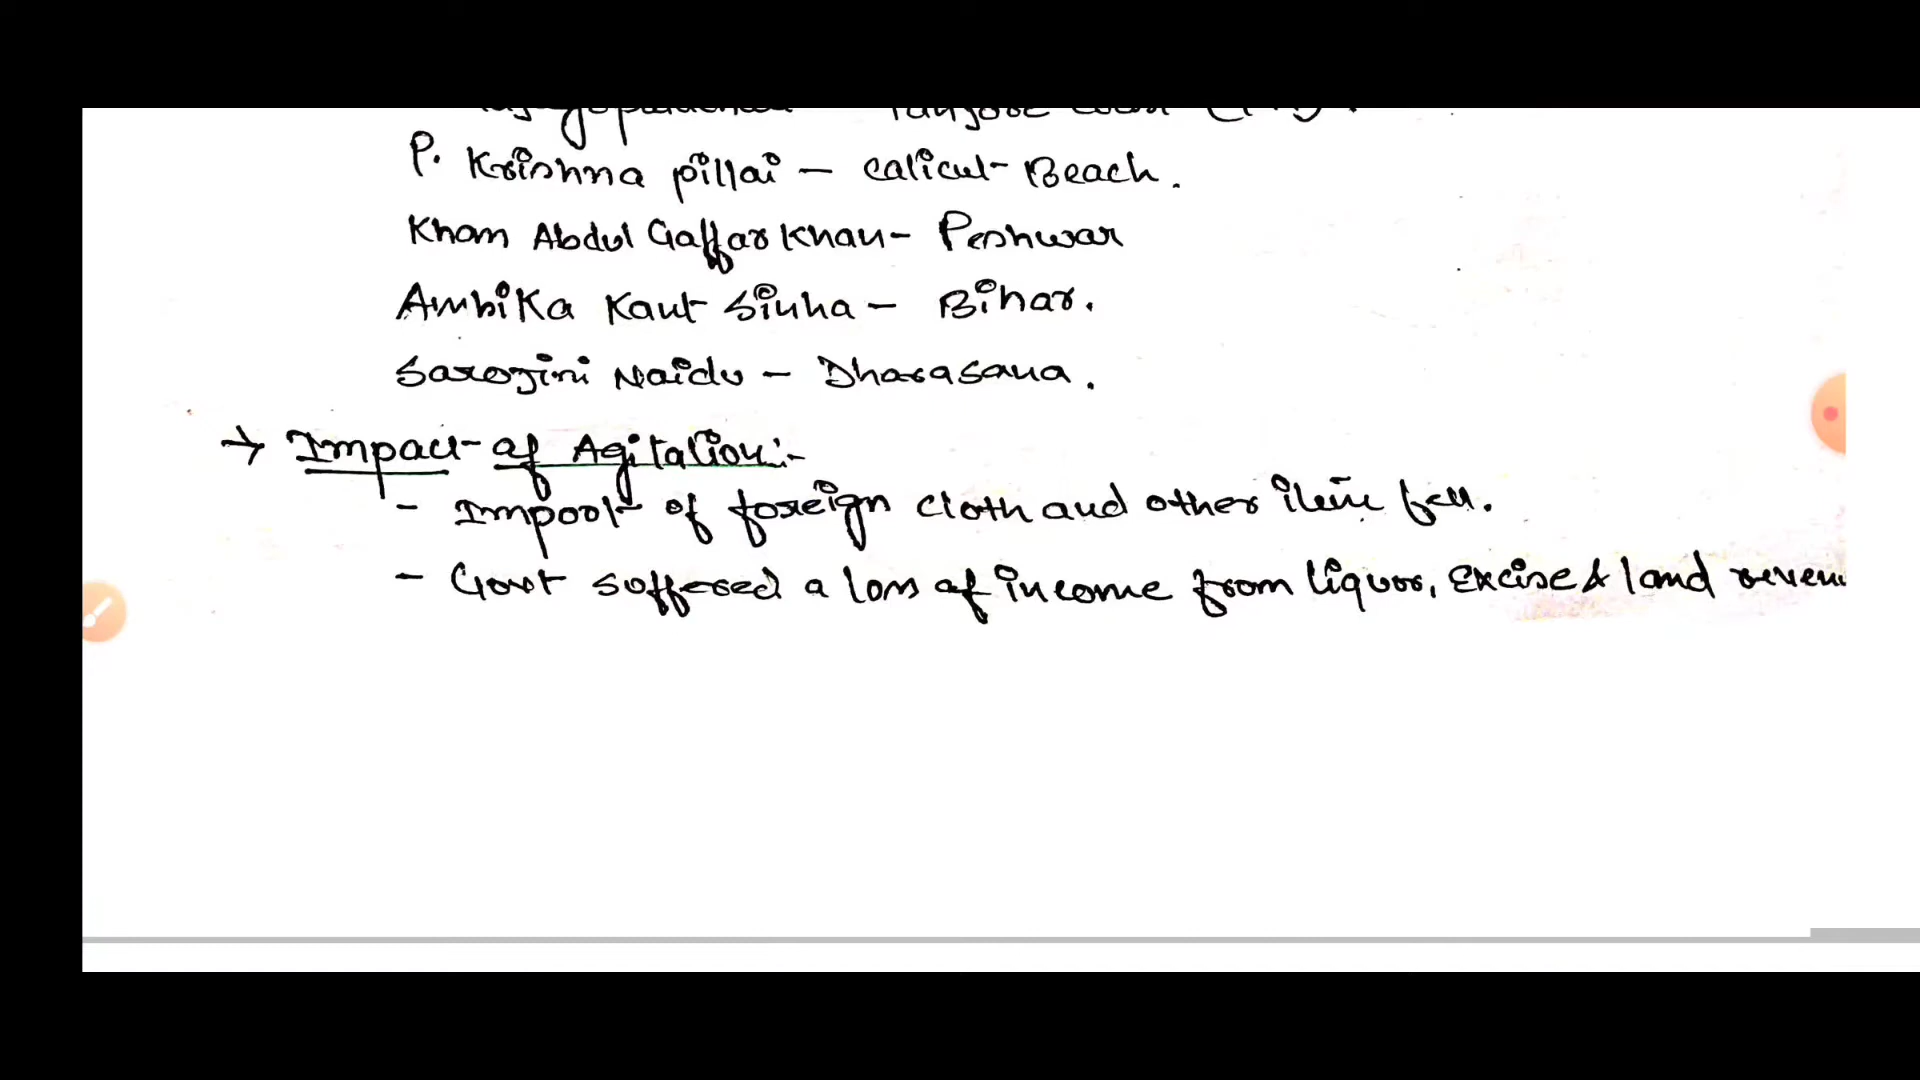 P. Krishna pillai - Calicut Beach.
Khan Abdul Gaffar Khan - Peshwar
Ambika Kant Sinha - Bihar.
Sarojini Naidu - Dharasana.
→ Impact of Agitation:-
- Import of foreign cloth and other item fell.
- Govt suffered a loss of income from liquor, Excise & land